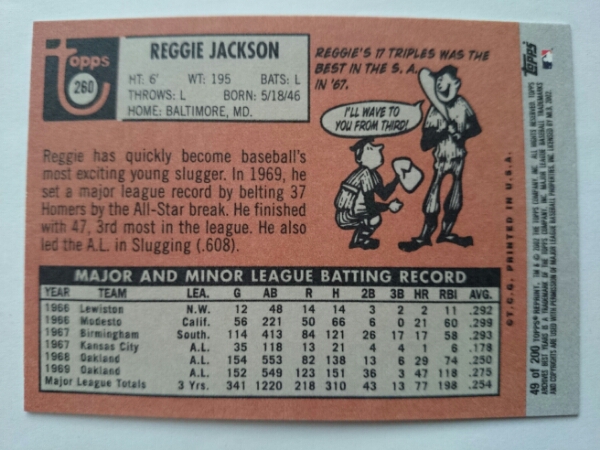 Topps
260
REGGIE JACKSON
HT: 6' WT: 195 BATS: L
THROWS: L BORN: 5/18/46
HOME: BALTIMORE, MD.
REGGIE'S 17 TRIPLES WAS THE
BEST IN THE S. A.
IN '67.
I'LL WAVE TO
YOU FROM THIRD!
Reggie has quickly become baseball's
most exciting young slugger. In 1969, he
set a major league record by belting 37
Homers by the All-Star break. He finished
with 47, 3rd most in the league. He also
led the A.L. in Slugging (.608).
MAJOR AND MINOR LEAGUE BATTING RECORD
YEAR TEAM LEA. G AB R H 2B 3B HR RBI AVG.
1966 Lewiston N.W. 12 48 14 14 3 2 2 11 .292
1966 Modesto Calif. 56 221 50 66 6 0 21 60 .299
1967 Birmingham South. 114 413 84 121 26 17 17 58 .293
1967 Kansas City A.L. 35 118 13 21 4 4 1 6 .178
1968 Oakland A.L. 154 553 82 138 13 6 29 74 .250
1969 Oakland A.L. 152 549 123 151 36 3 47 118 .275
Major League Totals 3 Yrs. 341 1220 218 310 43 13 77 198 .254
©T.C.G. PRINTED IN U.S.A.
Topps
49 of 200